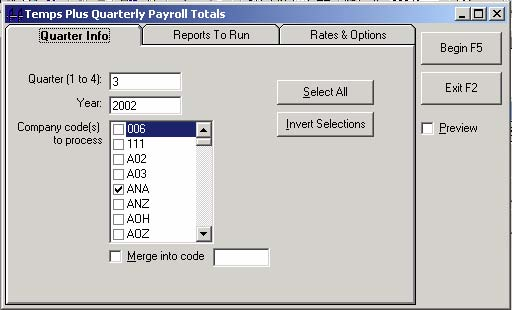 Temps Plus Quarterly Payroll Totals
Quarter Info
Reports To Run
Rates & Options
Begin F5
Quarter (1 to 4): 3
Exit F2
Year: 2002
Select All
Company code(s)
to process
006
Invert Selections
Preview
111
A02
A03
ANA
ANZ
AOH
AOZ
Merge into code